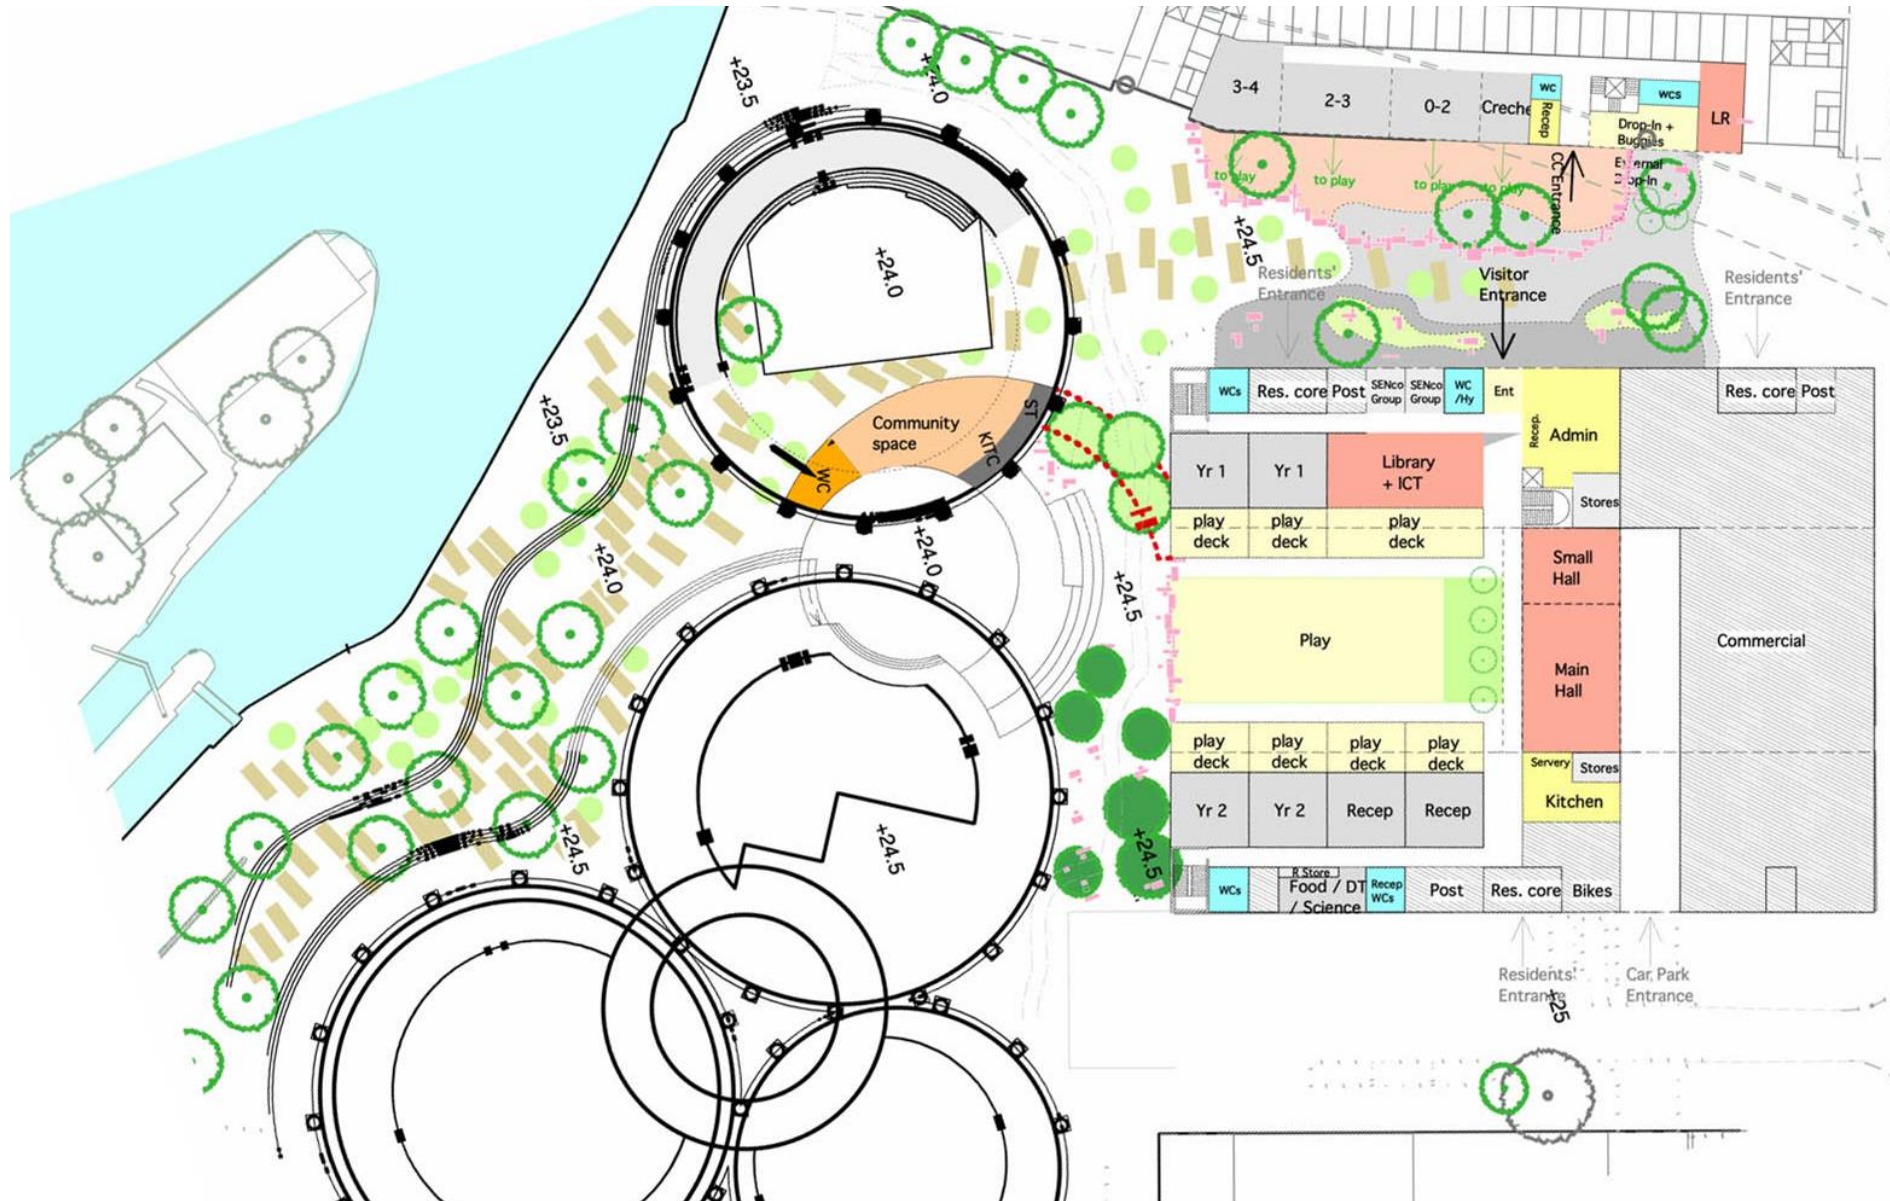 +23.5
+24.0
3-4
2-3
0-2
Creche
WC
Recep
WCs
Drop-In +
Buggies
LR
External
Drop-In
CC Entrance
to play
to play
to play
to play
+24.5
Residents'
Entrance
Visitor
Entrance
Residents'
Entrance
+24.0
Community
space
ST
KITC
WC
+23.5
+24.0
+24.0
+24.5
WCs
Res. core
Post
SENco
Group
SENco
Group
WC
/Hy
Ent
Recep.
Admin
Res. core
Post
Yr 1
Yr 1
Library
+ ICT
Stores
play
deck
play
deck
play
deck
Small
Hall
Play
Main
Hall
Commercial
play
deck
play
deck
play
deck
play
deck
Servery
Stores
Yr 2
Yr 2
Recep
Recep
Kitchen
+24.5
+24.5
+24.5
WCs
R Store
Food / DT
/ Science
Recep
WCs
Post
Res. core
Bikes
Residents'
Entrance
Car Park
Entrance
+25